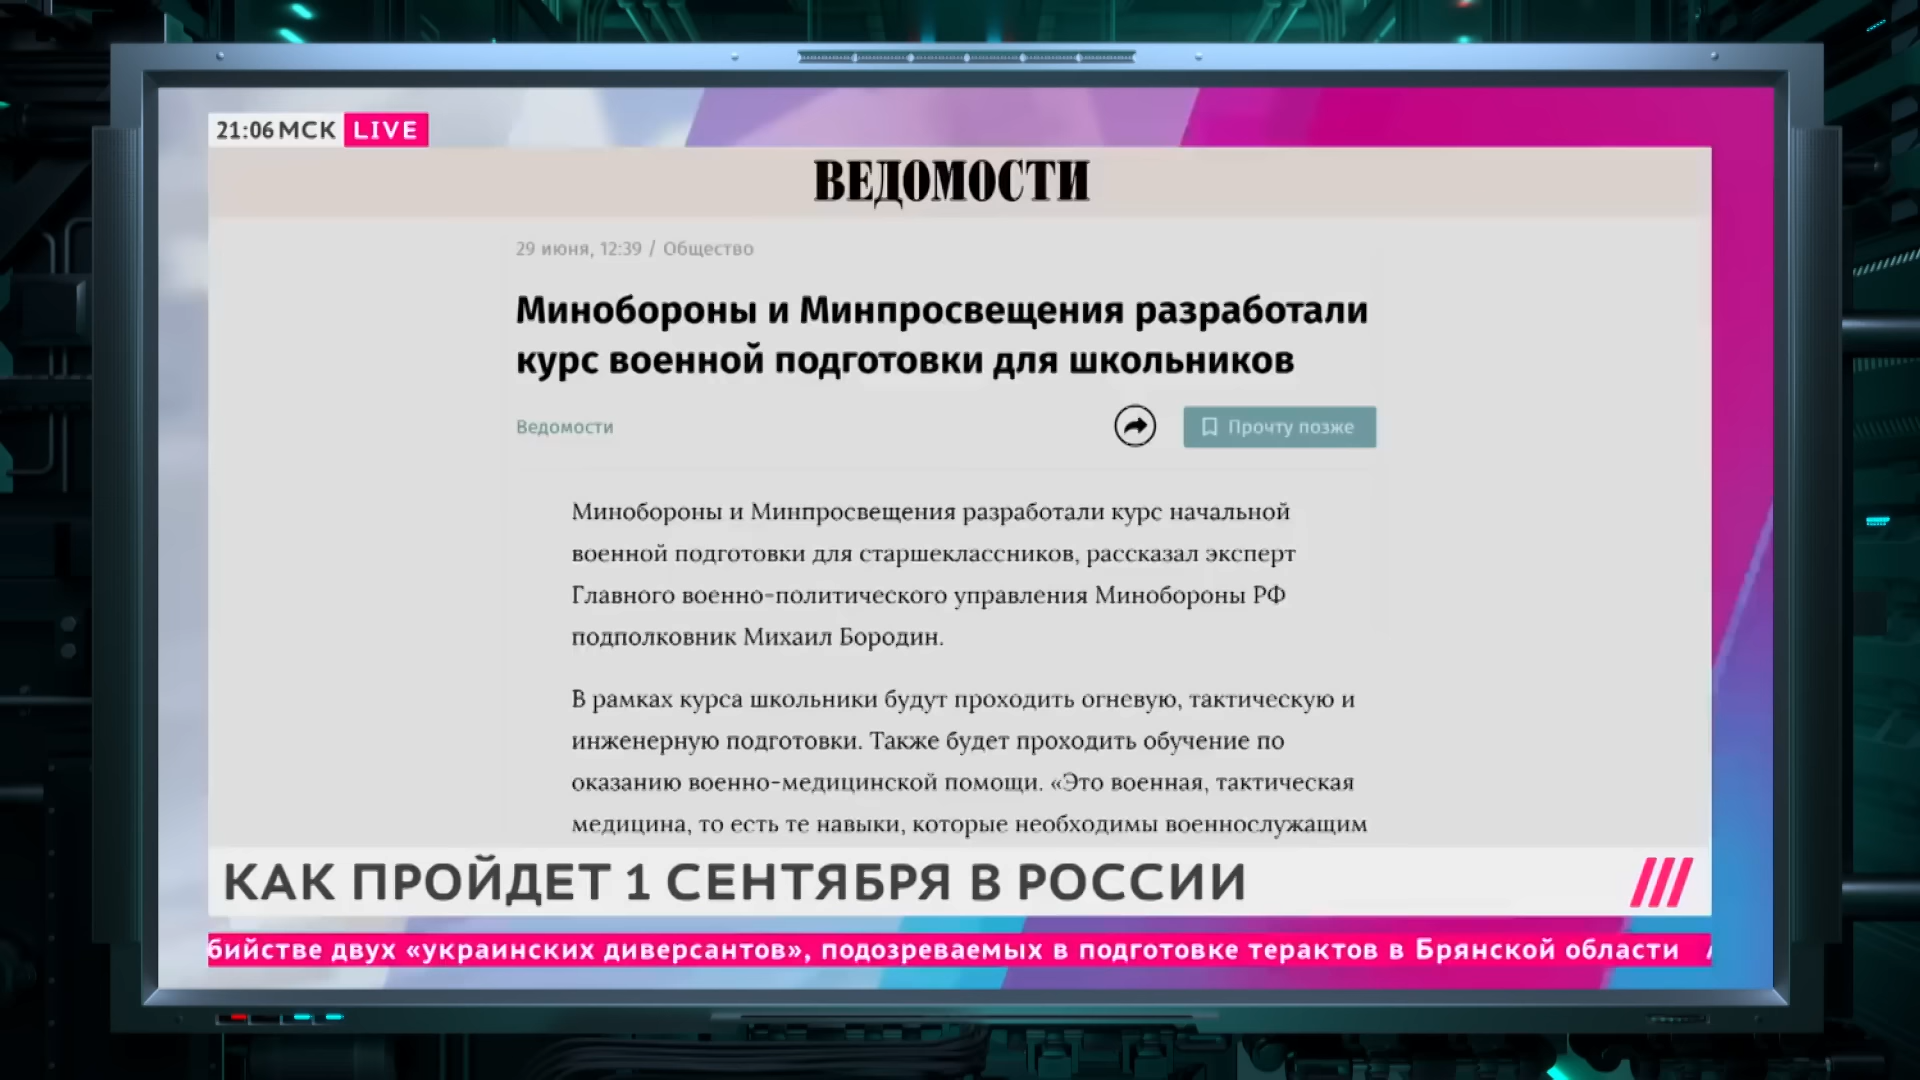 21:06 МСК LIVE
ВЕДОМОСТИ
29 июня, 12:39 / Общество
Минобороны и Минпросвещения разработали
курс военной подготовки для школьников
Ведомости
Прочту позже
Минобороны и Минпросвещения разработали курс начальной
военной подготовки для старшеклассников, рассказал эксперт
Главного военно-политического управления Минобороны РФ
подполковник Михаил Бородин.
В рамках курса школьники будут проходить огневую, тактическую и
инженерную подготовки. Также будет проходить обучение по
оказанию военно-медицинской помощи. «Это военная, тактическая
медицина, то есть те навыки, которые необходимы военнослужащим
КАК ПРОЙДЕТ 1 СЕНТЯБРЯ В РОССИИ
бийстве двух «украинских диверсантов», подозреваемых в подготовке терактов в Брянской области